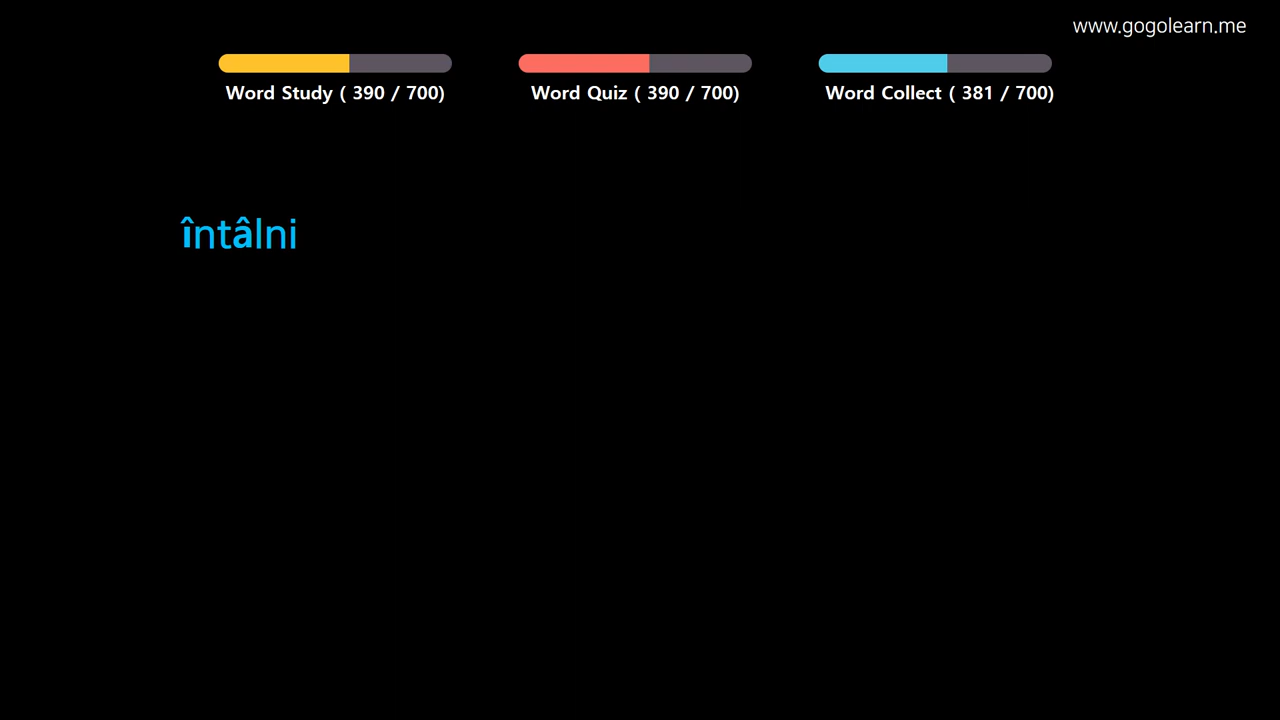 www.gogolearn.me
Word Study ( 390 / 700)
Word Quiz ( 390 / 700)
Word Collect ( 381 / 700)
întâlni